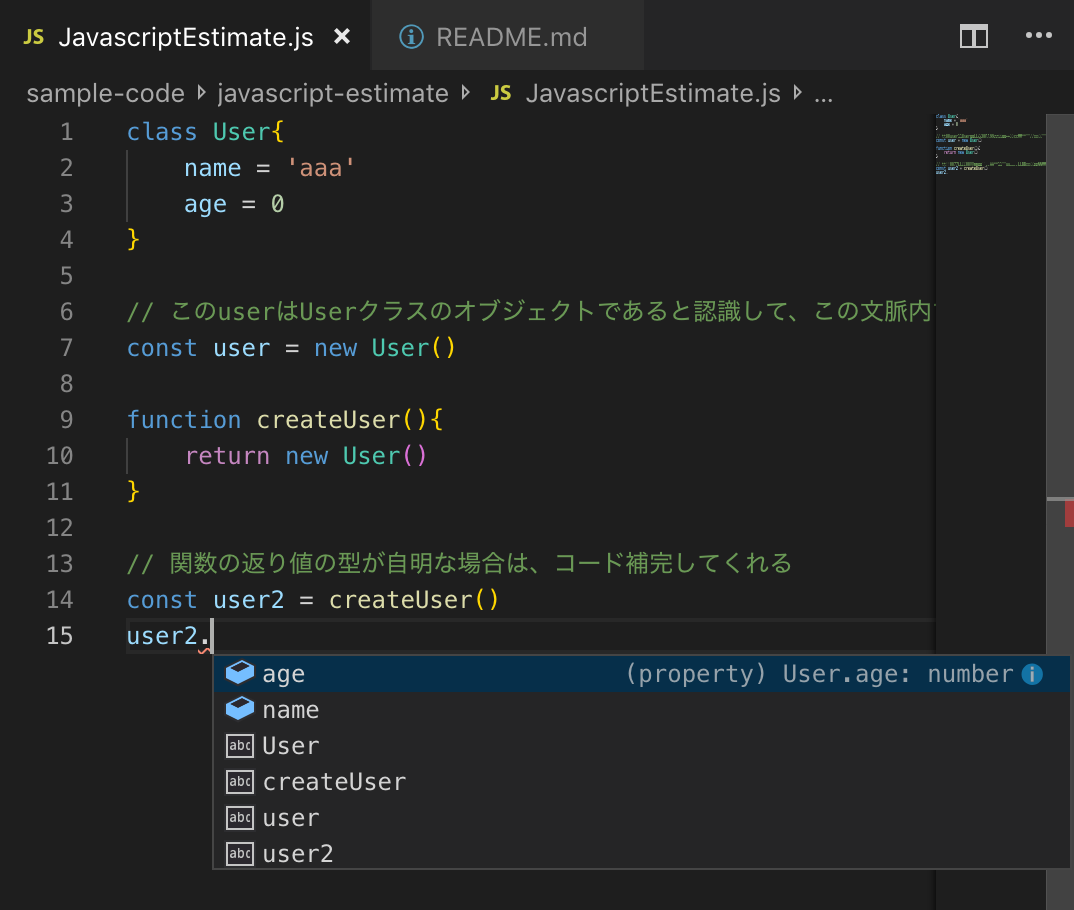 JS JavascriptEstimate.js × README.md
sample-code > javascript-estimate > JS JavascriptEstimate.js > ...
1 class User{
2 name = 'aaa'
3 age = 0
4 }
5
6 // このuserはUserクラスのオブジェクトであると認識して、この文脈内
7 const user = new User()
8
9 function createUser(){
10 return new User()
11 }
12
13 // 関数の返り値の型が自明な場合は、コード補完してくれる
14 const user2 = createUser()
15 user2.
age (property) User.age: number
name
abc User
abc createUser
abc user
abc user2